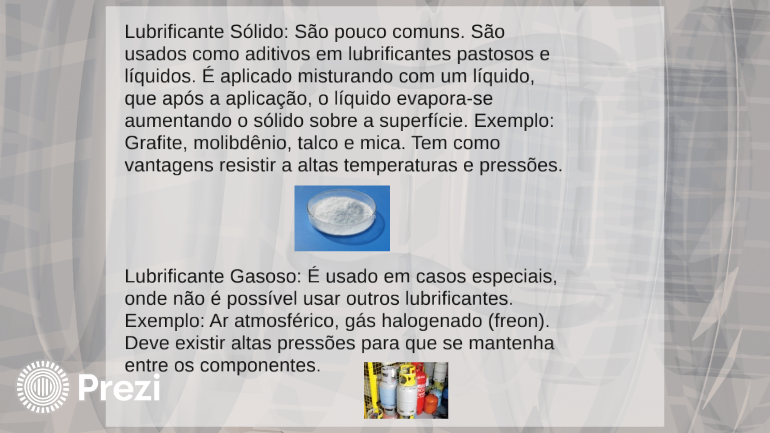 Lubrificante Sólido: São pouco comuns. São
usados como aditivos em lubrificantes pastosos e
líquidos. É aplicado misturando com um líquido,
que após a aplicação, o líquido evapora-se
aumentando o sólido sobre a superfície. Exemplo:
Grafite, molibdênio, talco e mica. Tem como
vantagens resistir a altas temperaturas e pressões.
Lubrificante Gasoso: É usado em casos especiais,
onde não é possível usar outros lubrificantes.
Exemplo: Ar atmosférico, gás halogenado (freon).
Deve existir altas pressões para que se mantenha
entre os componentes.
Prezi